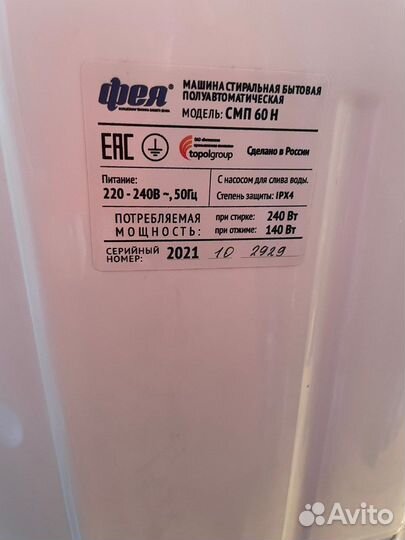 фея®
МАШИНА СТИРАЛЬНАЯ БЫТОВАЯ
ПОЛУАВТОМАТИЧЕСКАЯ
МОДЕЛЬ: СМП 60 Н
EAC
topolgroup
Сделано в России
Питание:
220 - 240В ~, 50Гц
С насосом для слива воды.
Степень защиты: IPX4
ПОТРЕБЛЯЕМАЯ МОЩНОСТЬ:
при стирке: 240 Вт
при отжиме: 140 Вт
СЕРИЙНЫЙ НОМЕР:
2021 10 2929
Avito